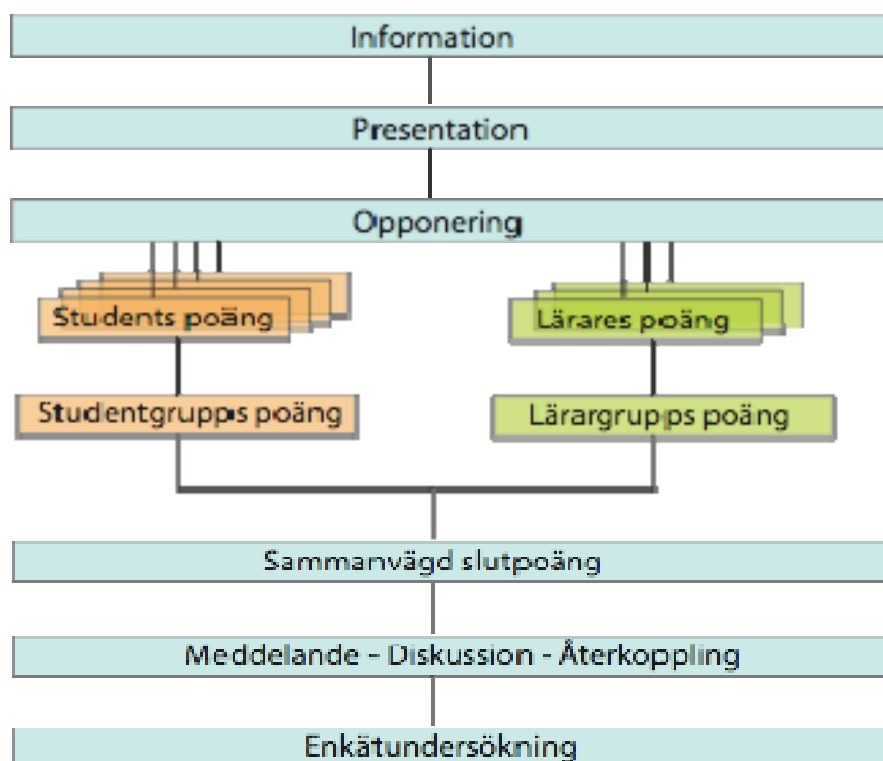 Information
Presentation
Opponering
Students poäng
Lärares poäng
Studentgrupps poäng
Lärargrupps poäng
Sammanvägd slutpoäng
Meddelande - Diskussion - Återkoppling
Enkätundersökning